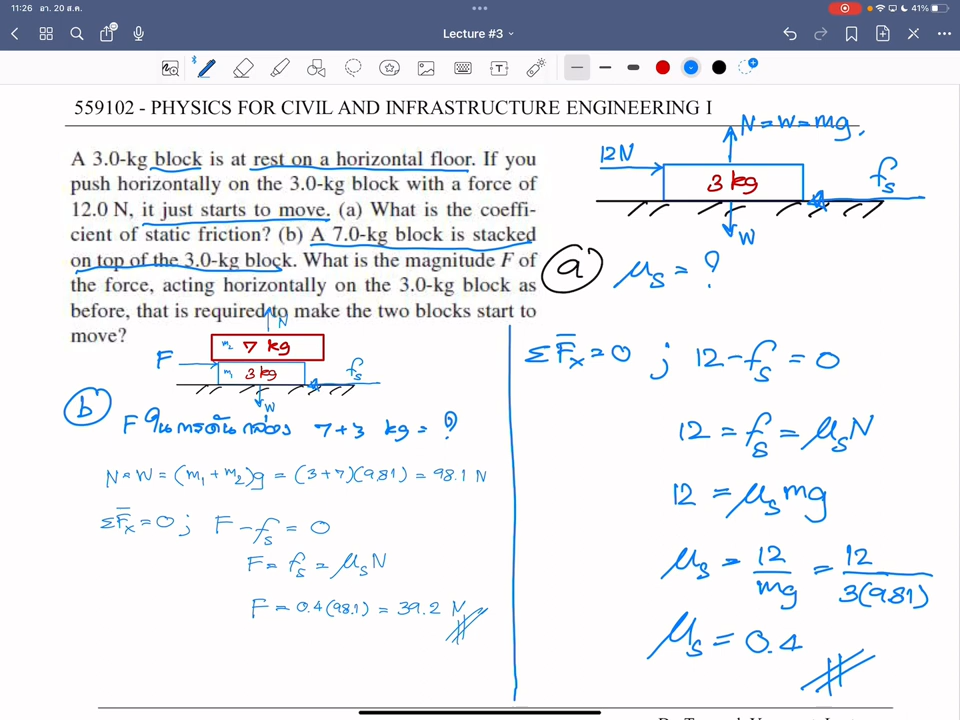 11:26 อา. 20 ส.ค.
41%
Lecture #3
559102 - PHYSICS FOR CIVIL AND INFRASTRUCTURE ENGINEERING I
A 3.0-kg block is at rest on a horizontal floor. If you
push horizontally on the 3.0-kg block with a force of
12.0 N, it just starts to move. (a) What is the coeffi-
cient of static friction? (b) A 7.0-kg block is stacked
on top of the 3.0-kg block. What is the magnitude F of
the force, acting horizontally on the 3.0-kg block as
before, that is required to make the two blocks start to
move?
N
m₂ 7 kg
F
m₁ 3 kg
fₛ
W
b
F ในการดันกล่อง 7+3 kg = ?
N = W = (m₁ + m₂)g = (3+7)(9.81) = 98.1 N
ΣFₓ = 0 ; F - fₛ = 0
F = fₛ = μₛN
F = 0.4(98.1) = 39.2 N
N = W = mg.
12N
3 kg
fₛ
W
a
μₛ = ?
ΣFₓ = 0 ; 12 - fₛ = 0
12 = fₛ = μₛN
12 = μₛmg
μₛ = 12/mg = 12/3(9.81)
μₛ = 0.4